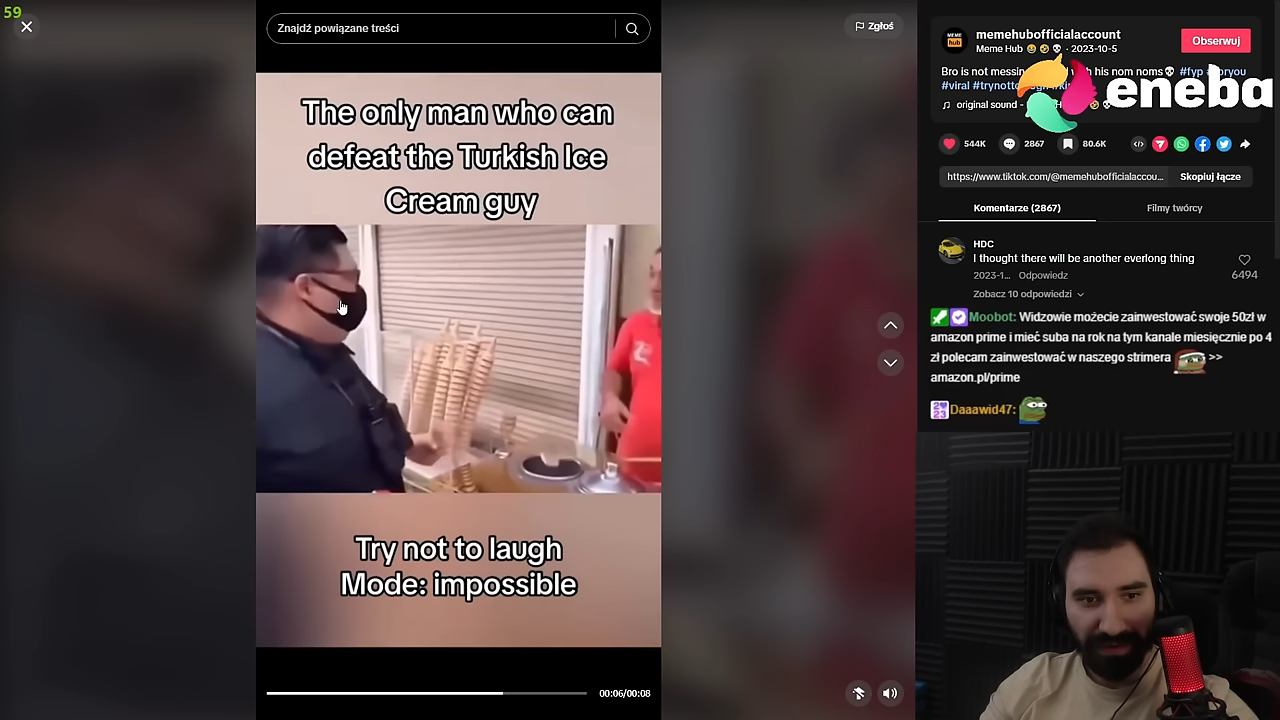 59
Znajdź powiązane treści
Zgłoś
The only man who can
defeat the Turkish Ice
Cream guy
Try not to laugh
Mode: impossible
00:06/00:08
memehubofficialaccount
Obserwuj
MEME
hub
Meme Hub 😆 🤣 💀 · 2023-10-5
Bro is not messin his nom noms💀 #fyp
#viral
eneba
original sound -
544K
2867
80.6K
https://www.tiktok.com/@memehubofficialaccou...
Skopiuj łącze
Komentarze (2867)
Filmy twórcy
HDC
I thought there will be another everlong thing
2023-1... Odpowiedz
6494
Zobacz 10 odpowiedzi
Moobot: Widzowie możecie zainwestować swoje 50zł w
amazon prime i mieć suba na rok na tym kanale miesięcznie po 4
zł polecam zainwestować w naszego strimera >>
amazon.pl/prime
Daaawid47: